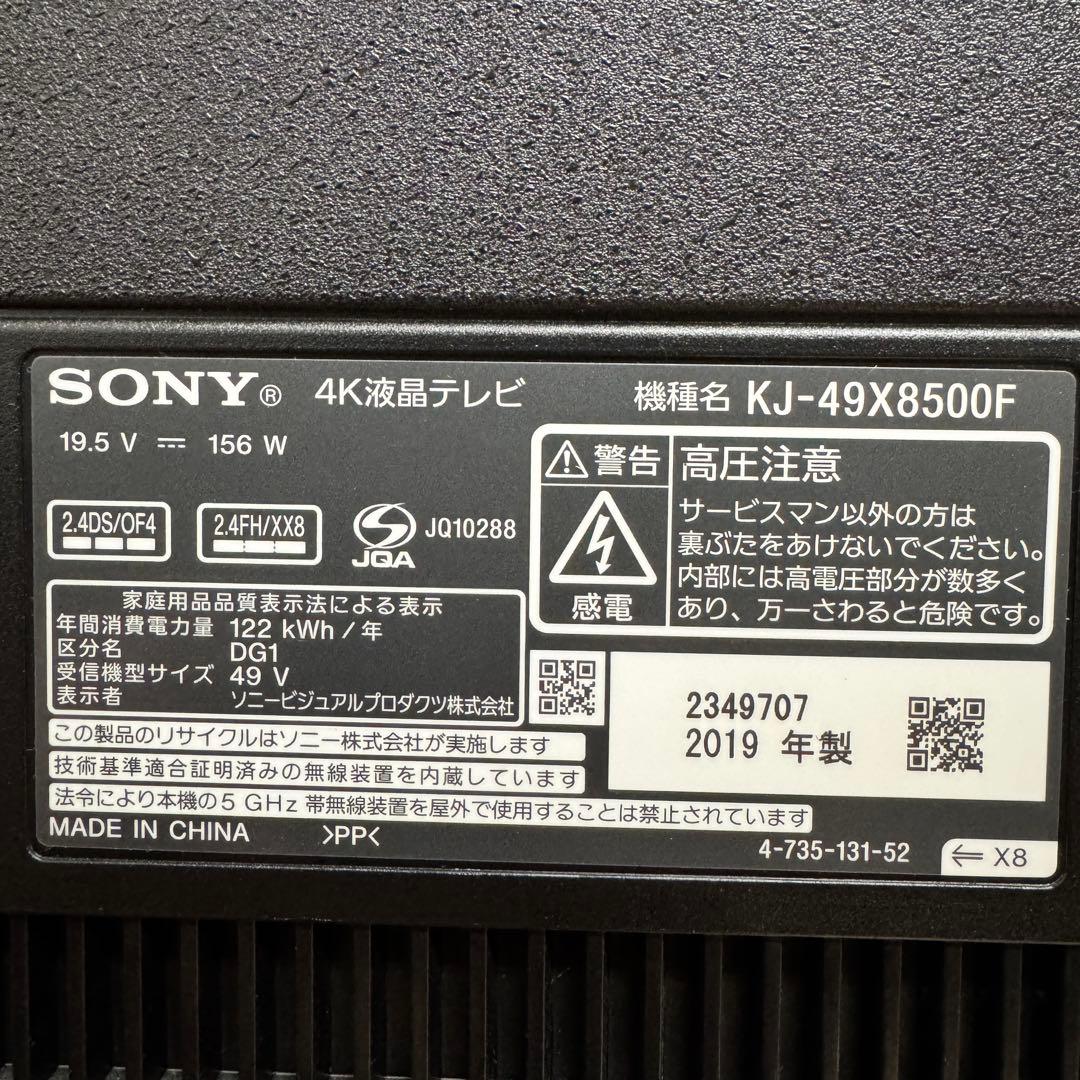 SONY® 4K液晶テレビ 機種名 KJ-49X8500F
19.5 V ⎓ 156 W
2.4DS/OF4 2.4FH/XX8 JQA JQ10288
⚠警告 高圧注意
感電
サービスマン以外の方は
裏ぶたをあけないでください。
内部には高電圧部分が数多く
あり、万一さわると危険です。
家庭用品品質表示法による表示
年間消費電力量 122 kWh/年
区分名 DG1
受信機型サイズ 49 V
表示者 ソニービジュアルプロダクツ株式会社
2349707
2019 年製
この製品のリサイクルはソニー株式会社が実施します
技術基準適合証明済みの無線装置を内蔵しています
法令により本機の5 GHz 帯無線装置を屋外で使用することは禁止されています
MADE IN CHINA >PP<
4-735-131-52 ⇐ X8